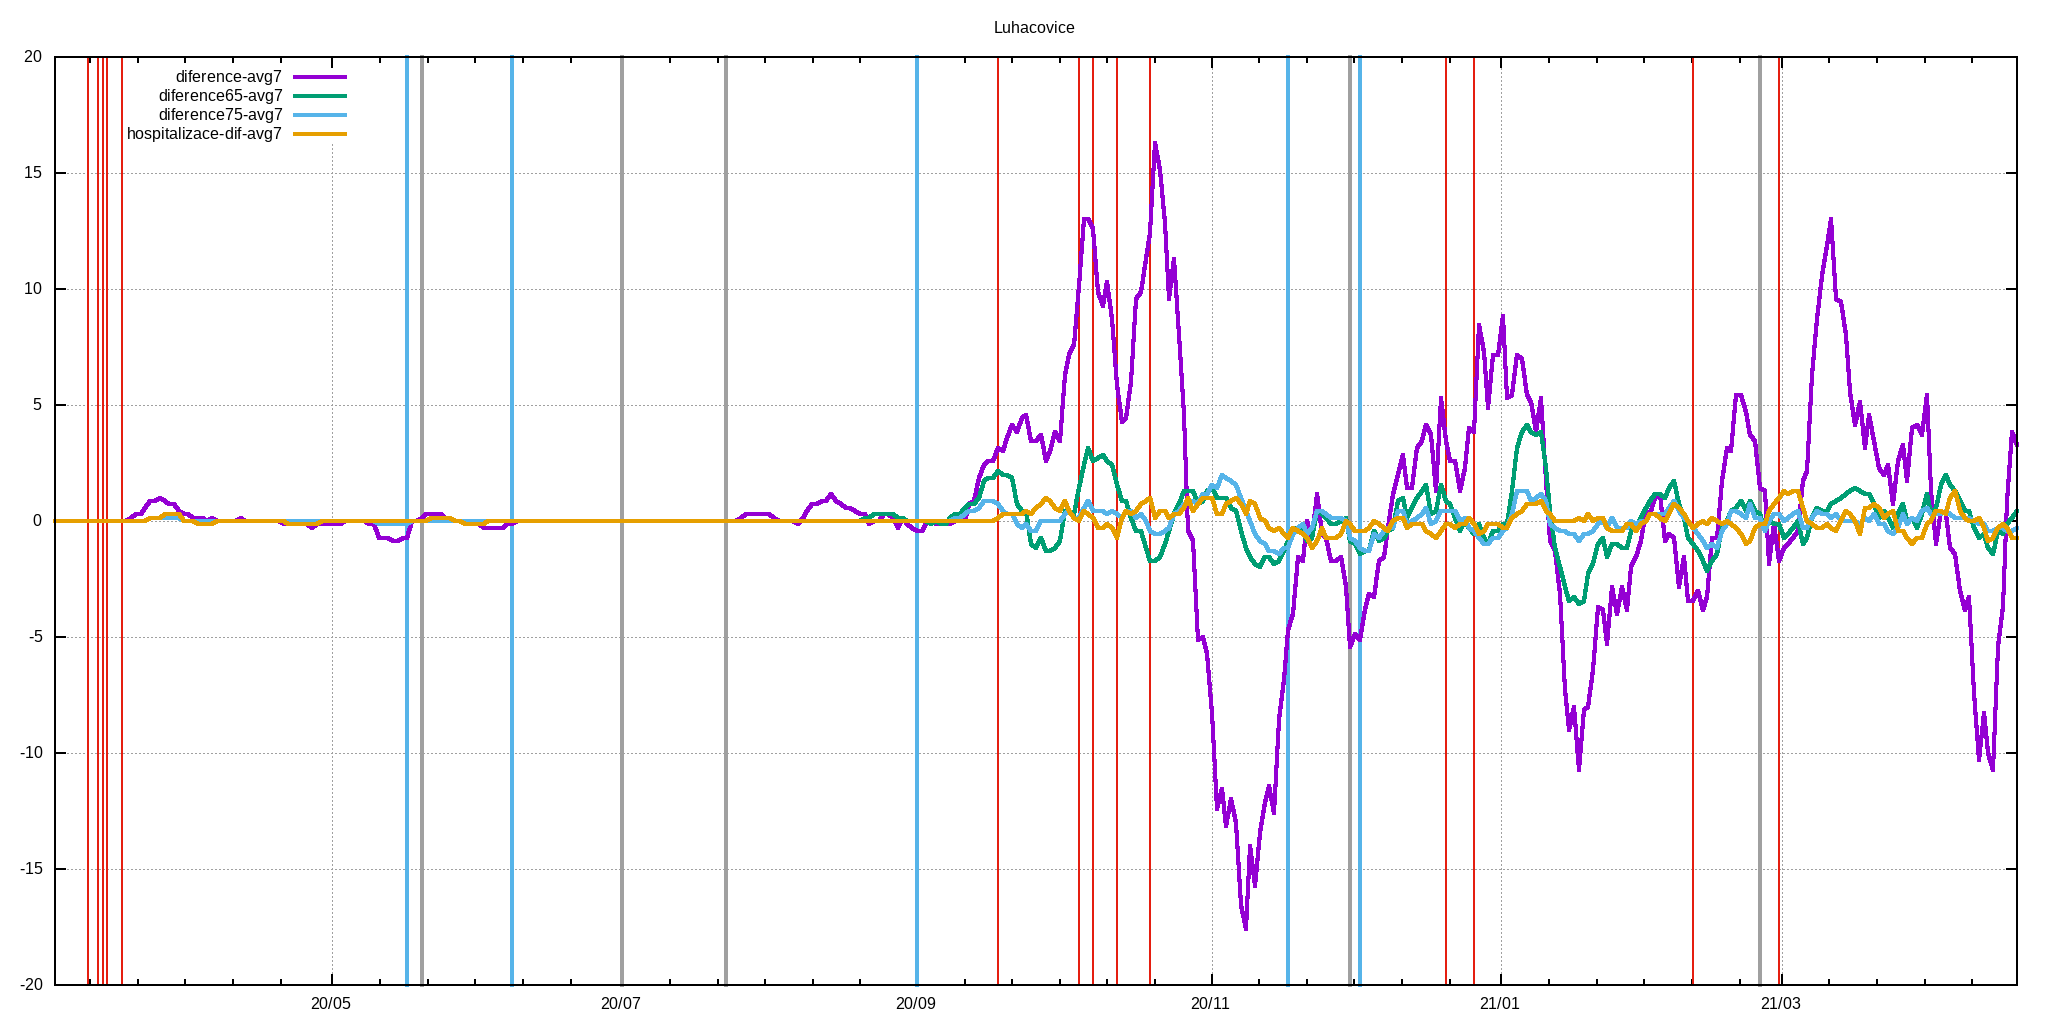 Luhacovice
20
15
10
5
0
-5
-10
-15
-20
diference-avg7
diference65-avg7
diference75-avg7
hospitalizace-dif-avg7
20/05 20/07 20/09 20/11 21/01 21/03